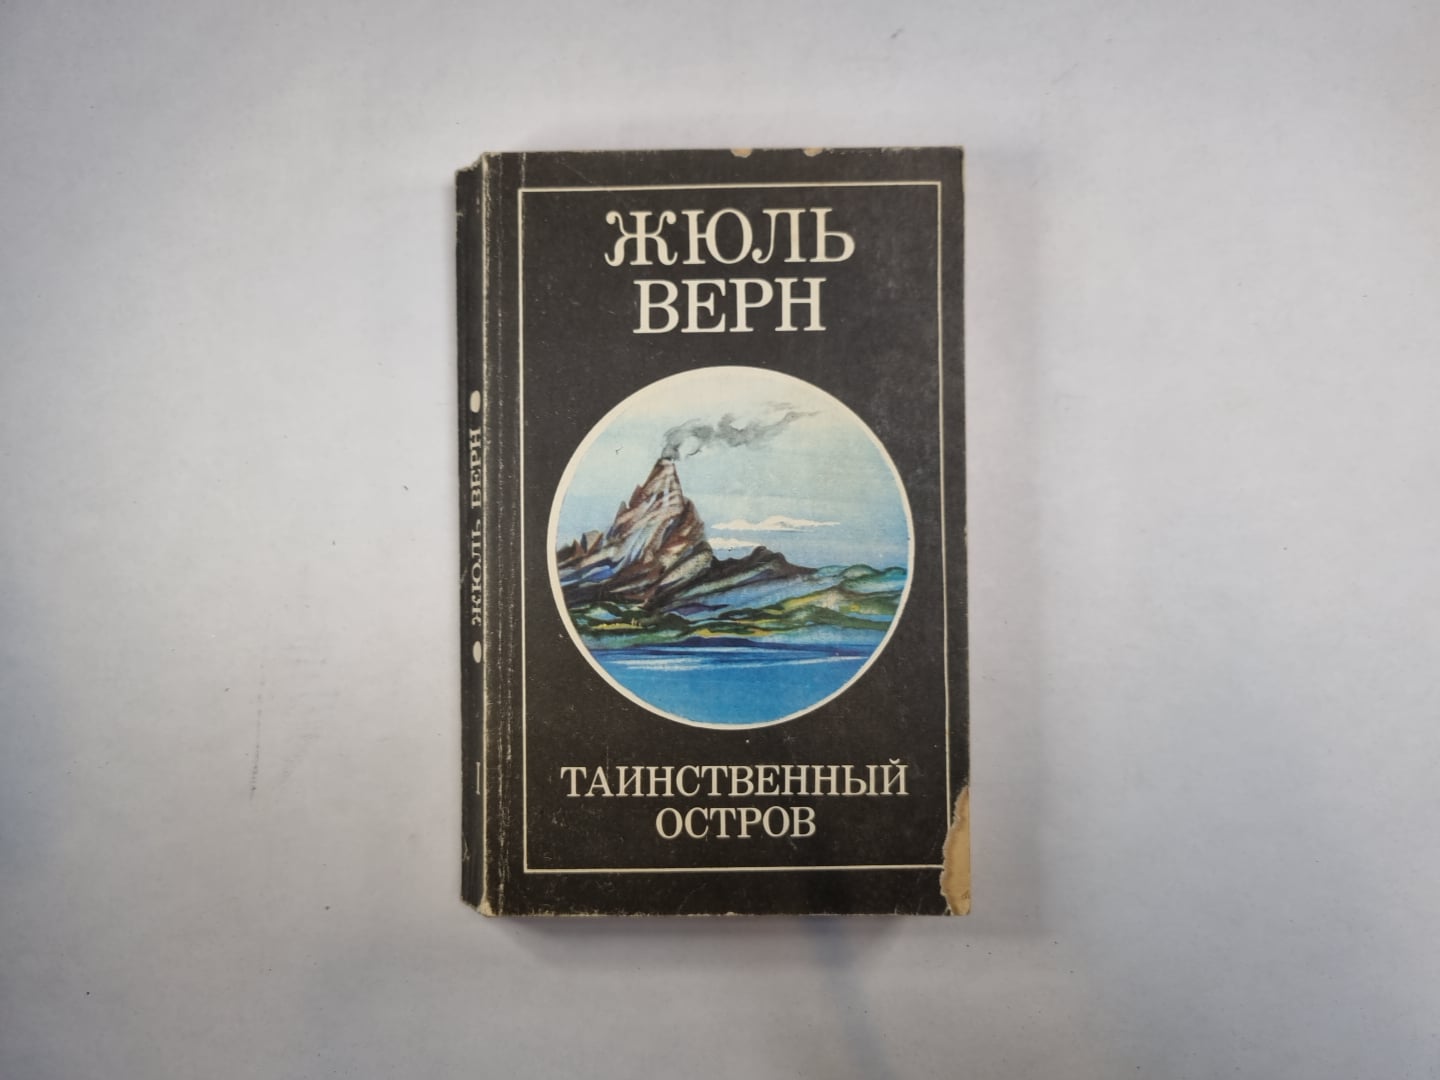 ЖЮЛЬ
ВЕРН
ТАИНСТВЕННЫЙ
ОСТРОВ
• ЖЮЛЬ ВЕРН •
I